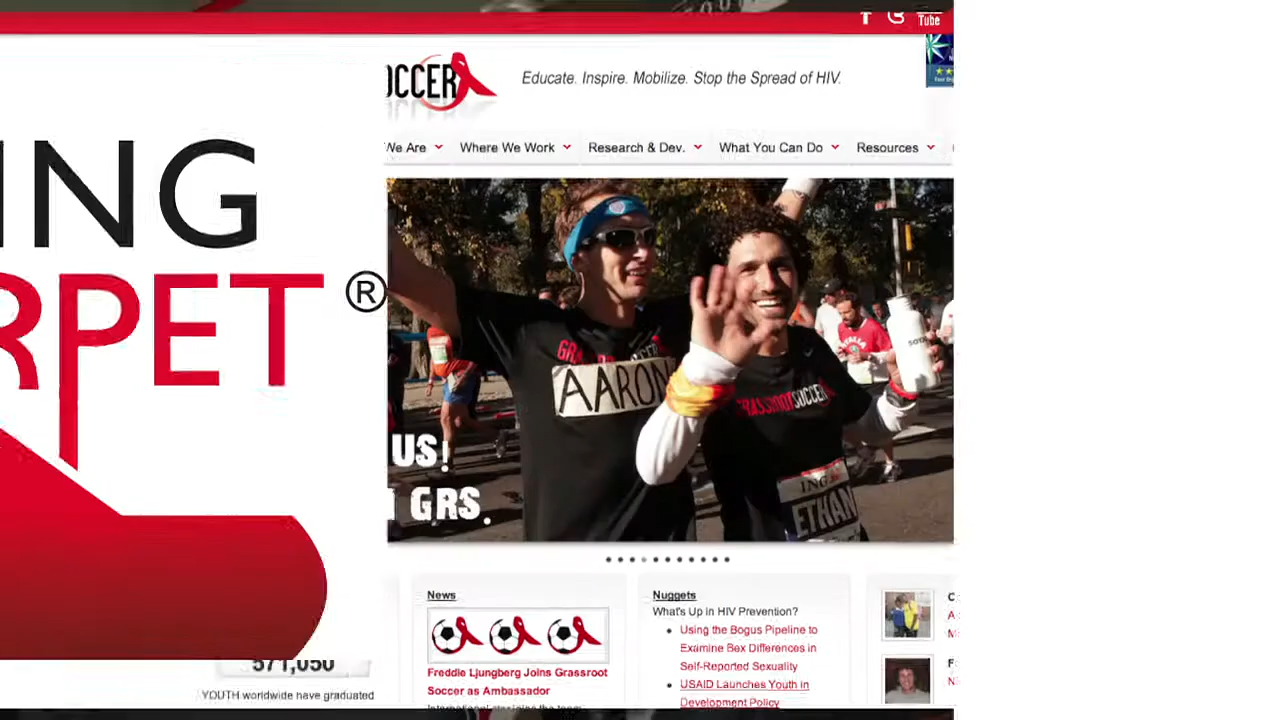 Tube
OCCER
Educate. Inspire. Mobilize. Stop the Spread of HIV.
We Are
Where We Work
Research & Dev.
What You Can Do
Resources
ING
RPET®
AARON
GRASSROOTSOCCER
US!
GRS.
ING
ETHAN
News
Nuggets
What's Up in HIV Prevention?
Using the Bogus Pipeline to
Examine Sex Differences in
Self-Reported Sexuality
USAID Launches Youth in
Development Policy
Freddie Ljungberg Joins Grassroot
Soccer as Ambassador
571,050
YOUTH worldwide have graduated